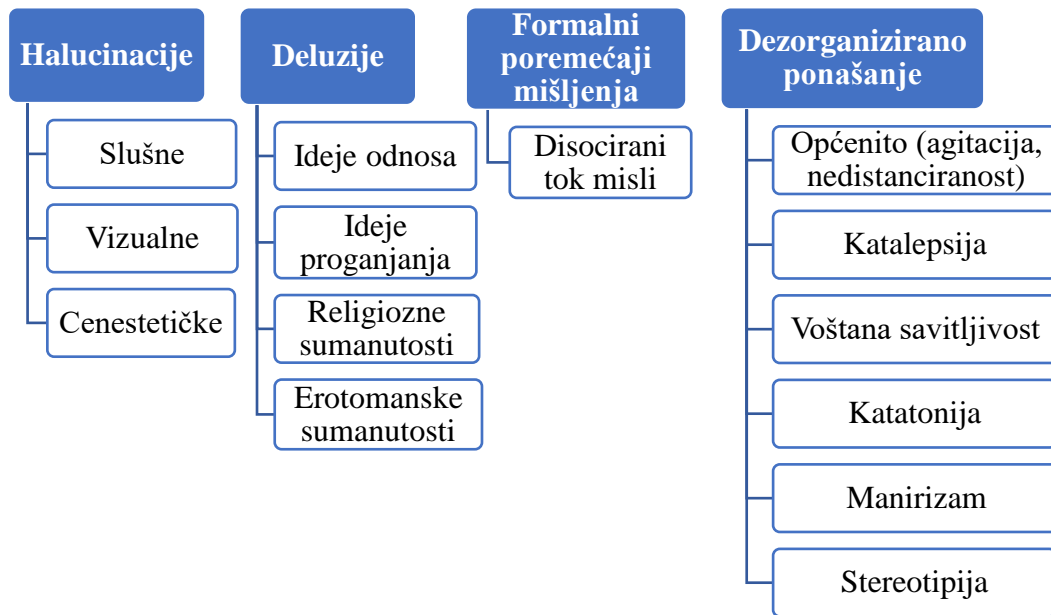 Halucinacije
Slušne
Vizualne
Cenestetičke
Deluzije
Ideje odnosa
Ideje
proganjanja
Religiozne
sumanutosti
Erotomanske
sumanutosti
Formalni
poremećaji
mišljenja
Disocirani
tok misli
Dezorganizirano
ponašanje
Općenito (agitacija,
nedistanciranost)
Katalepsija
Voštana savitljivost
Katatonija
Manirizam
Stereotipija